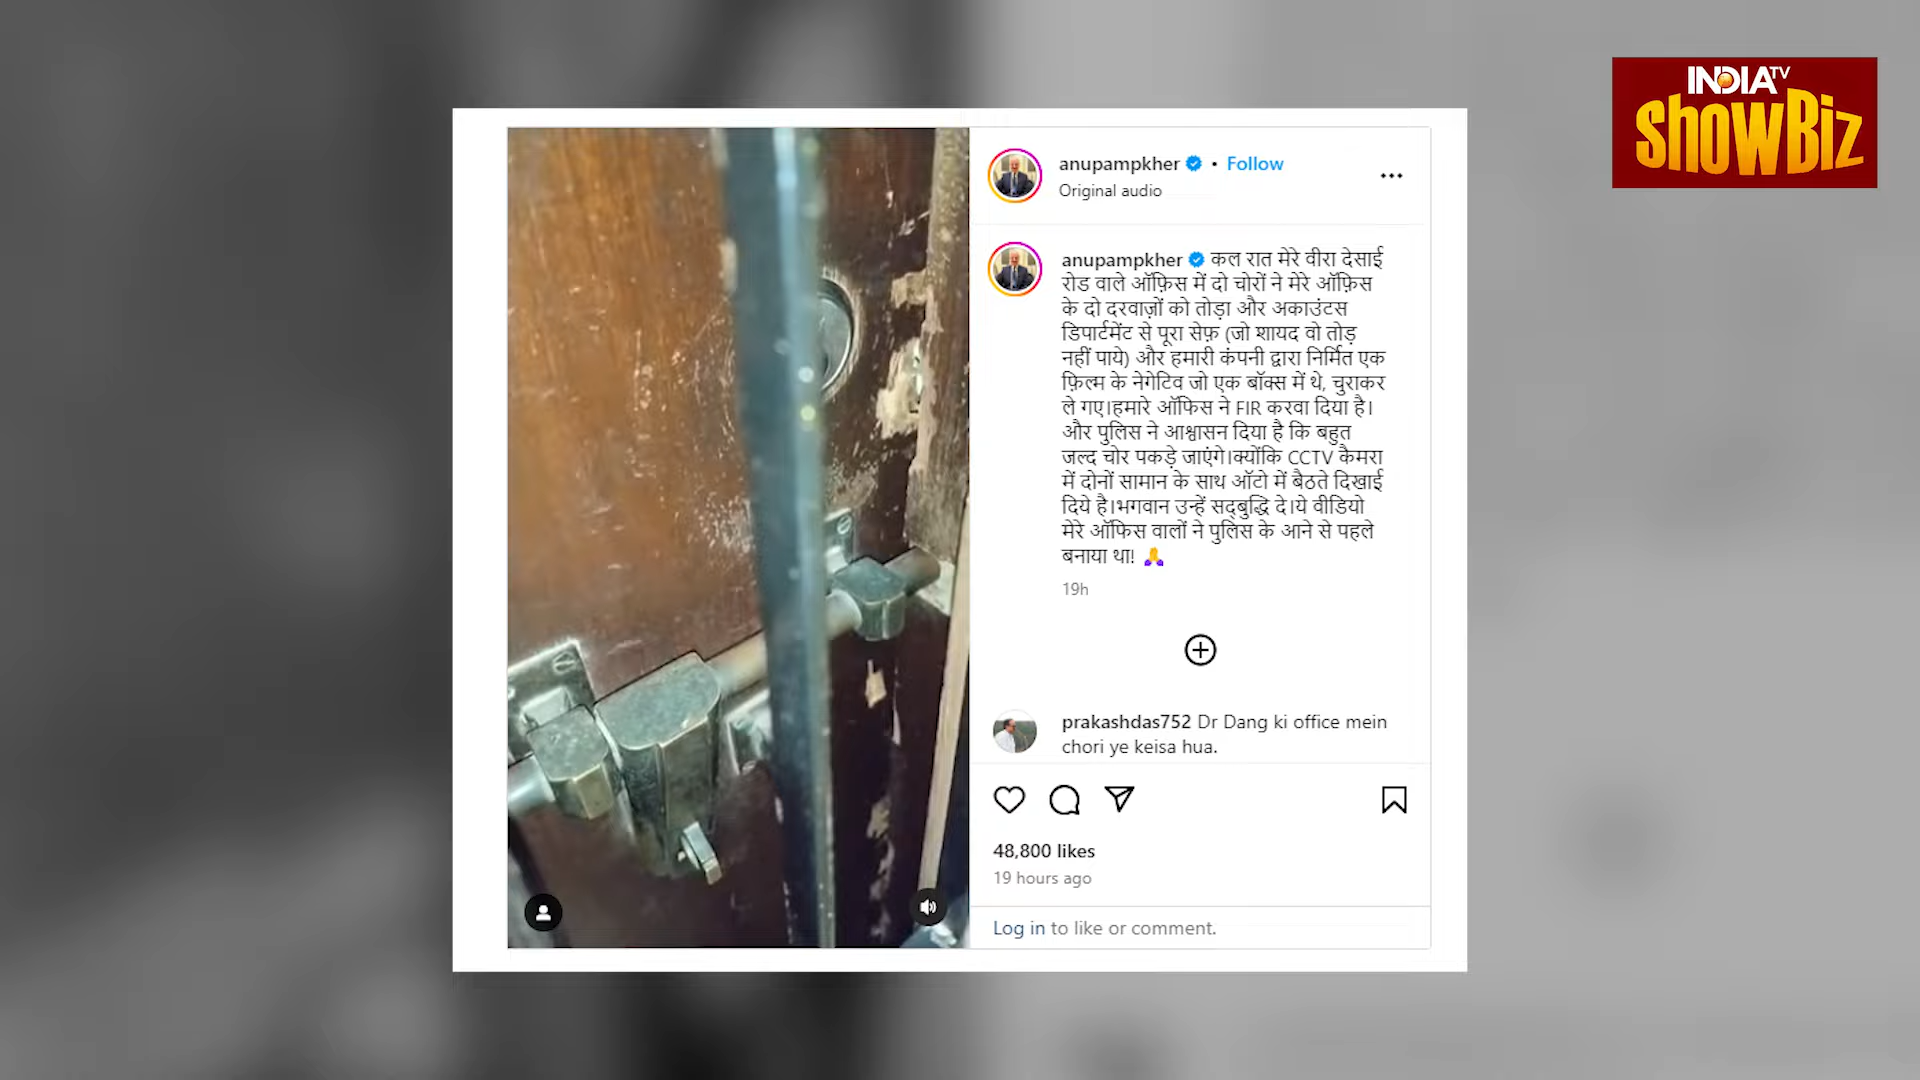 INDIA TV
ShowBiz
anupampkher • Follow
Original audio
anupampkher कल रात मेरे वीरा देसाई
रोड वाले ऑफ़िस में दो चोरों ने मेरे ऑफ़िस
के दो दरवाज़ों को तोड़ा और अकाउंटस
डिपार्टमेंट से पूरा सेफ़ (जो शायद वो तोड़
नहीं पाये) और हमारी कंपनी द्वारा निर्मित एक
फ़िल्म के नेगेटिव जो एक बॉक्स में थे, चुराकर
ले गए।हमारे ऑफिस ने FIR करवा दिया है।
और पुलिस ने आश्वासन दिया है कि बहुत
जल्द चोर पकड़े जाएंगे।क्योंकि CCTV कैमरा
में दोनों सामान के साथ ऑटो में बैठते दिखाई
दिये है।भगवान उन्हें सद्बुद्धि दे।ये वीडियो
मेरे ऑफिस वालों ने पुलिस के आने से पहले
बनाया था! 🙏
19h
prakashdas752 Dr Dang ki office mein
chori ye keisa hua.
48,800 likes
19 hours ago
Log in to like or comment.